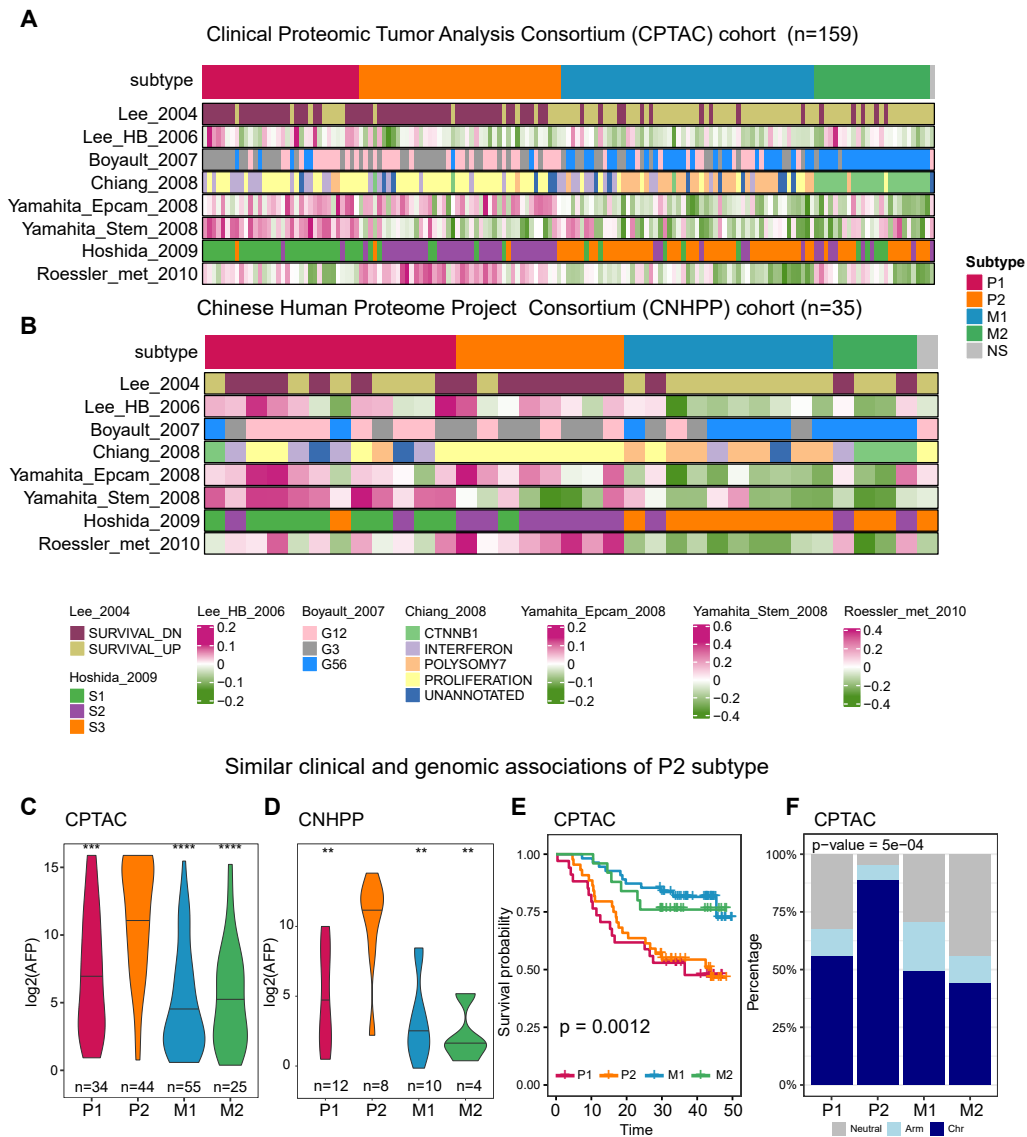 A
Clinical Proteomic Tumor Analysis Consortium (CPTAC) cohort (n=159)
subtype
Lee_2004
Lee_HB_2006
Boyault_2007
Chiang_2008
Yamahita_Epcam_2008
Yamahita_Stem_2008
Hoshida_2009
Roessler_met_2010
Subtype
P1
P2
M1
M2
NS
B
Chinese Human Proteome Project Consortium (CNHPP) cohort (n=35)
subtype
Lee_2004
Lee_HB_2006
Boyault_2007
Chiang_2008
Yamahita_Epcam_2008
Yamahita_Stem_2008
Hoshida_2009
Roessler_met_2010
Lee_2004
SURVIVAL_DN
SURVIVAL_UP
Hoshida_2009
S1
S2
S3
Lee_HB_2006
0.2
0.1
0
−0.1
−0.2
Boyault_2007
G12
G3
G56
Chiang_2008
CTNNB1
INTERFERON
POLYSOMY7
PROLIFERATION
UNANNOTATED
Yamahita_Epcam_2008
0.2
0.1
0
−0.1
−0.2
Yamahita_Stem_2008
0.6
0.4
0.2
0
−0.2
−0.4
Roessler_met_2010
0.4
0.2
0
−0.2
−0.4
Similar clinical and genomic associations of P2 subtype
C
CPTAC
*** **** ****
log2(AFP)
15
10
5
0
n=34 n=44 n=55 n=25
P1 P2 M1 M2
D
CNHPP
** ** **
log2(AFP)
10
5
0
n=12 n=8 n=10 n=4
P1 P2 M1 M2
E
CPTAC
Survival probability
1.00
0.75
0.50
0.25
0.00
p = 0.0012
P1 P2 M1 M2
0 10 20 30 40 50
Time
F
CPTAC
p−value = 5e−04
Percentage
100%
75%
50%
25%
0%
P1 P2 M1 M2
Neutral Arm Chr